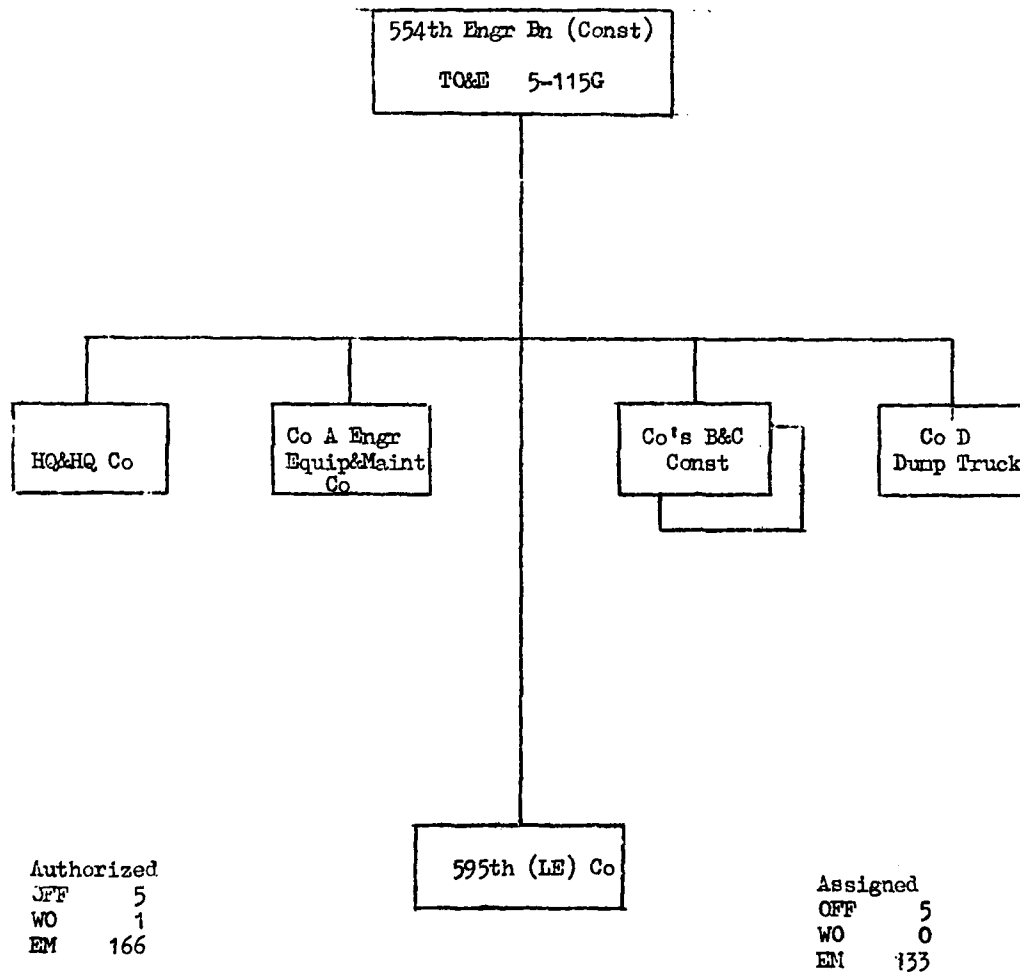 554th Engr Bn (Const)
TO&E 5-115G
HQ&HQ Co
Co A Engr
Equip&Maint
Co
Co's B&C
Const
Co D
Dump Truck
595th (LE) Co
Authorized
OFF 5
WO 1
EM 166
Assigned
OFF 5
WO 0
EM 133